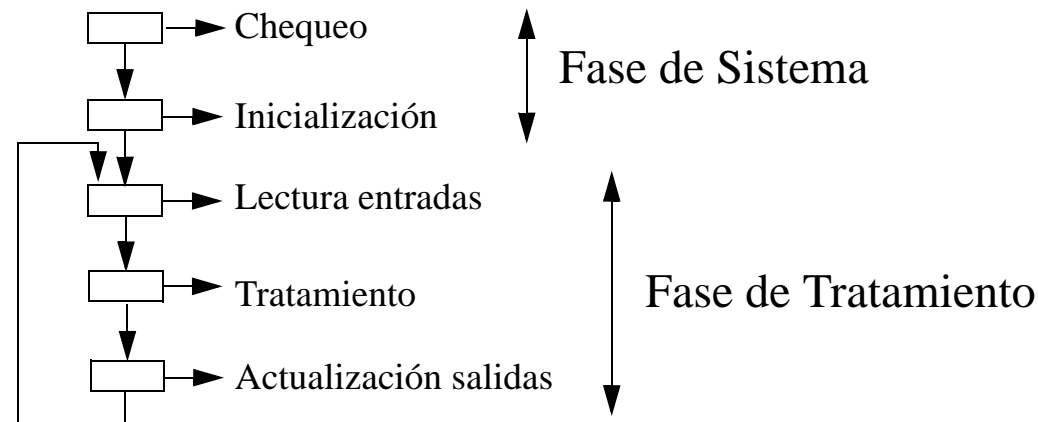 Chequeo
Fase de Sistema
Inicialización
Lectura entradas
Tratamiento
Fase de Tratamiento
Actualización salidas